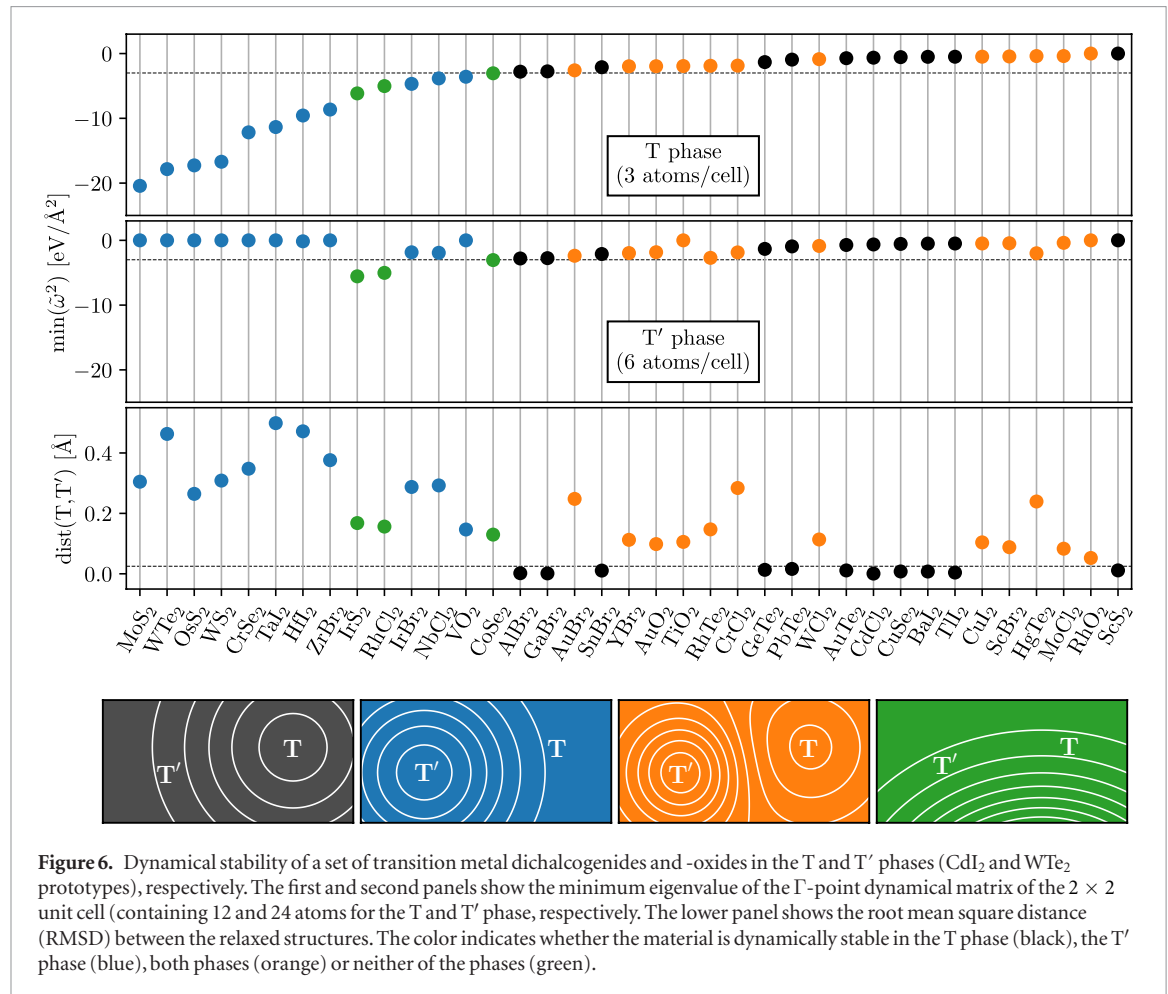 0
−10
−20
T phase
(3 atoms/cell)
min(ω̃²) [eV/Å²]
0
−10
−20
T′ phase
(6 atoms/cell)
dist(T,T′) [Å]
0.4
0.2
0.0
MoS₂
WTe₂
OsS₂
WS₂
CrSe₂
TaI₂
HfI₂
ZrBr₂
IrS₂
RhCl₂
IrBr₂
NbCl₂
VO₂
CoSe₂
AlBr₂
GaBr₂
AuBr₂
SnBr₂
YBr₂
AuO₂
TiO₂
RhTe₂
CrCl₂
GeTe₂
PbTe₂
WCl₂
AuTe₂
CdCl₂
CuSe₂
BaI₂
TlI₂
CuI₂
ScBr₂
HgTe₂
MoCl₂
RhO₂
ScS₂
T
T′
T′
T
T′
T
T′
T
Figure 6. Dynamical stability of a set of transition metal dichalcogenides and -oxides in the T and T′ phases (CdI₂ and WTe₂
prototypes), respectively. The first and second panels show the minimum eigenvalue of the Γ-point dynamical matrix of the 2 × 2
unit cell (containing 12 and 24 atoms for the T and T′ phase, respectively. The lower panel shows the root mean square distance
(RMSD) between the relaxed structures. The color indicates whether the material is dynamically stable in the T phase (black), the T′
phase (blue), both phases (orange) or neither of the phases (green).